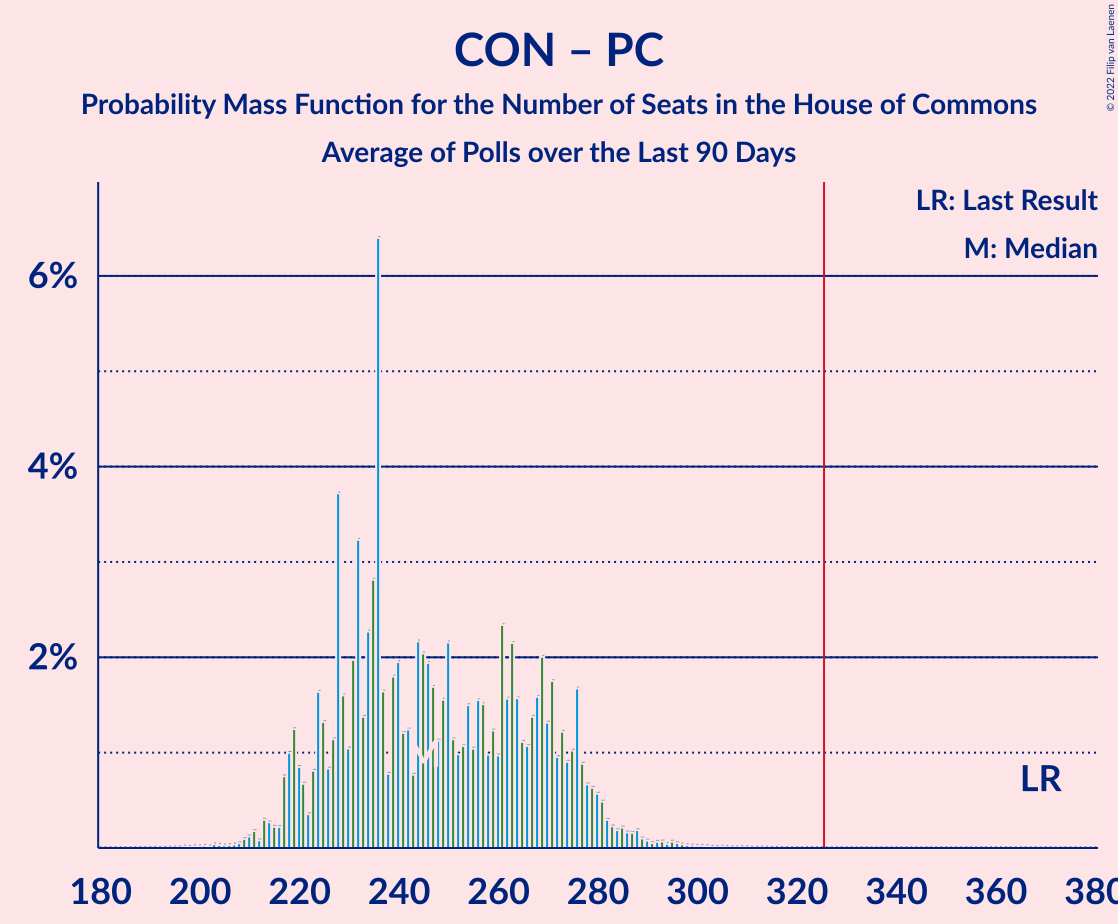 CON – PC
Probability Mass Function for the Number of Seats in the House of Commons
Average of Polls over the Last 90 Days
© 2022 Filip van Laenen
LR: Last Result
M: Median
6%
4%
2%
LR
180 200 220 240 260 280 300 320 340 360 380